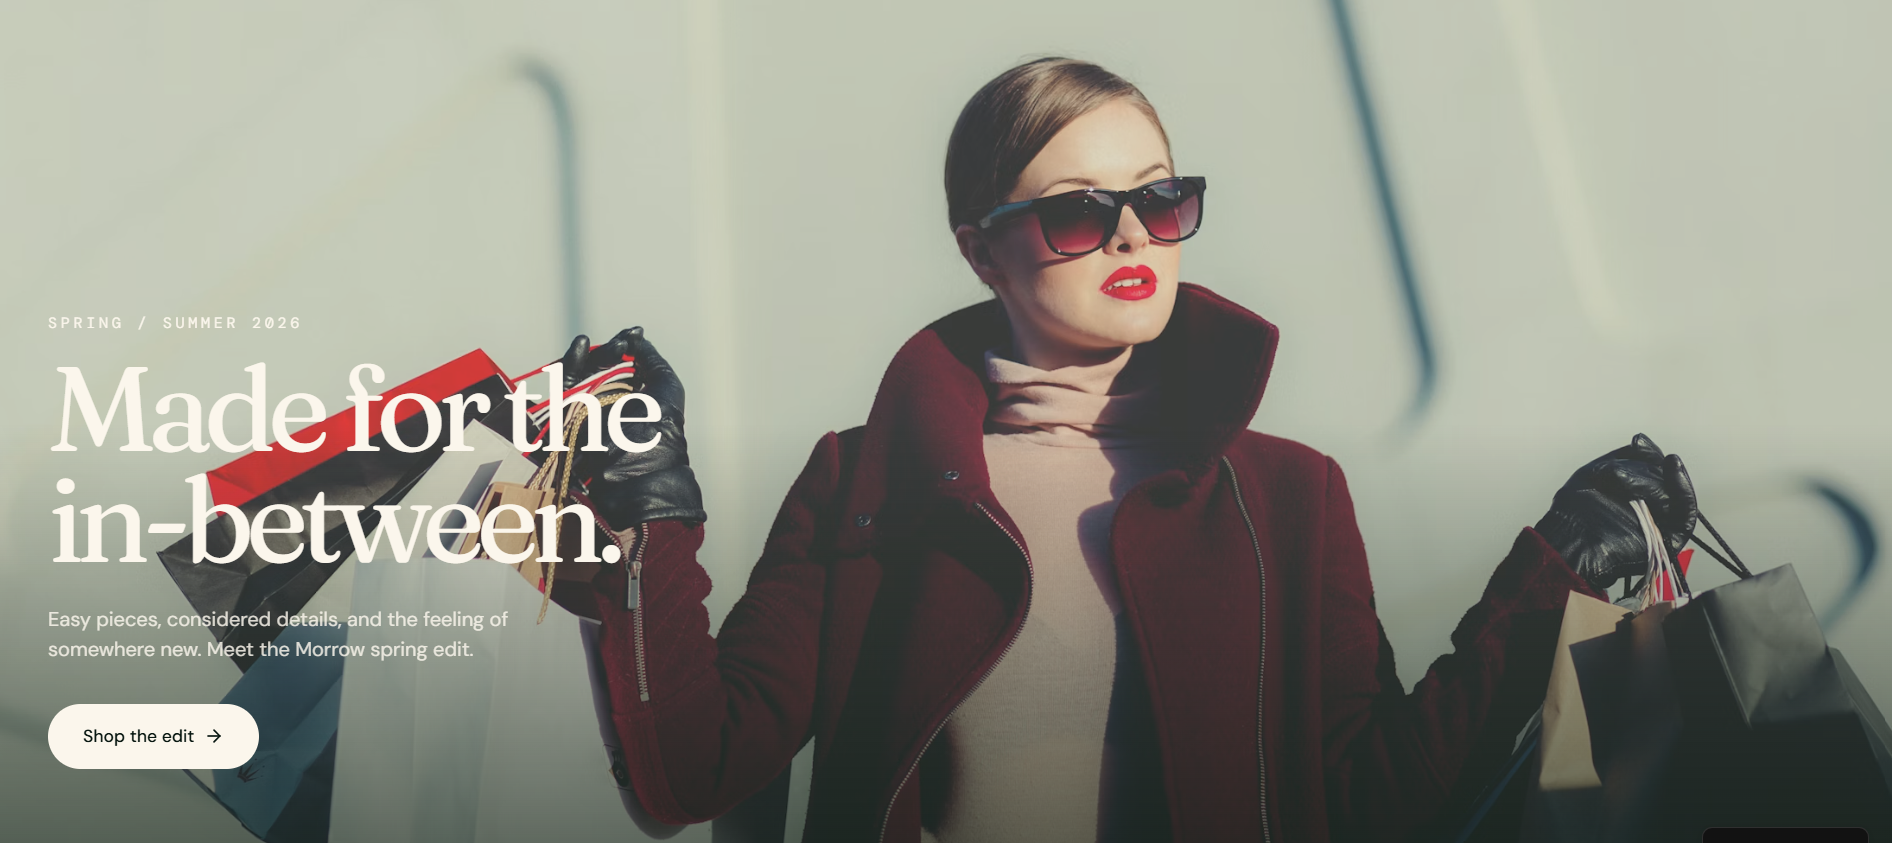 SPRING / SUMMER 2026
Made for the
in-between.
Easy pieces, considered details, and the feeling of
somewhere new. Meet the Morrow spring edit.
Shop the edit →